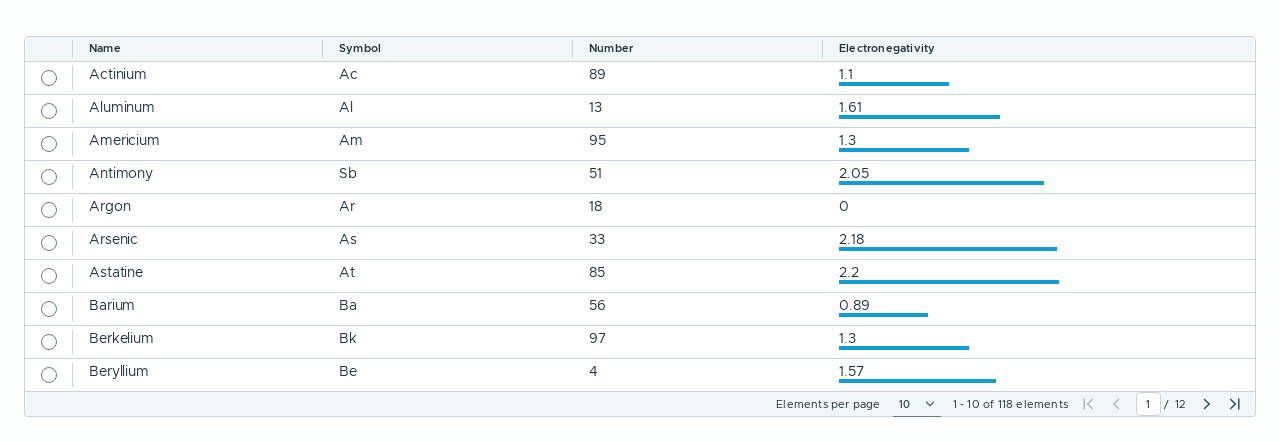 Name Symbol Number Electronegativity
Actinium Ac 89 1.1
Aluminum Al 13 1.61
Americium Am 95 1.3
Antimony Sb 51 2.05
Argon Ar 18 0
Arsenic As 33 2.18
Astatine At 85 2.2
Barium Ba 56 0.89
Berkelium Bk 97 1.3
Beryllium Be 4 1.57
Elements per page 10 1 - 10 of 118 elements 1 / 12